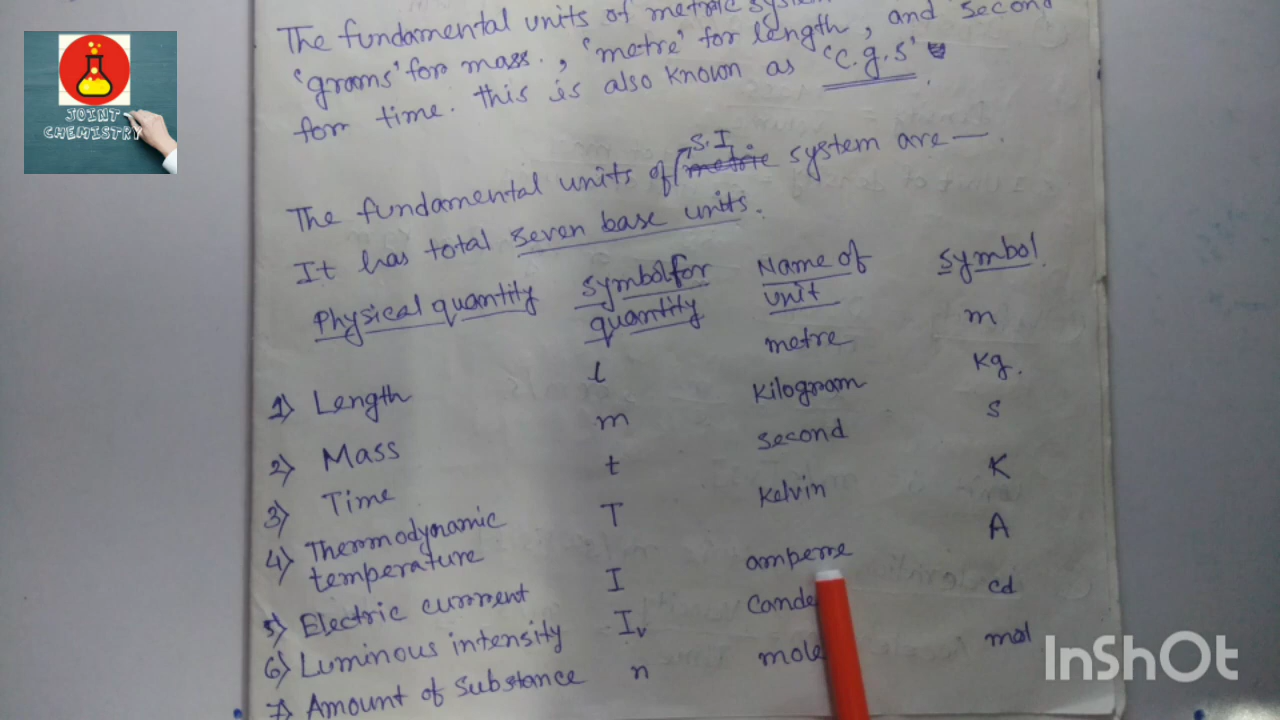 JOINT
CHEMISTRY
The fundamental units of metric system
'grams' for mass., 'metre' for length, and second
for time. This is also known as 'c.g.s'.
The fundamental units of S.I. metric system are —.
It has total seven base units.
Physical quantity symbol for quantity Name of unit symbol.
1) Length l metre m
2) Mass m kilogram kg.
3) Time t second s
4) Thermodynamic temperature T kelvin K
5) Electric current I ampere A
6) Luminous intensity Iv cd
7) Amount of substance n mole mol
InShOt